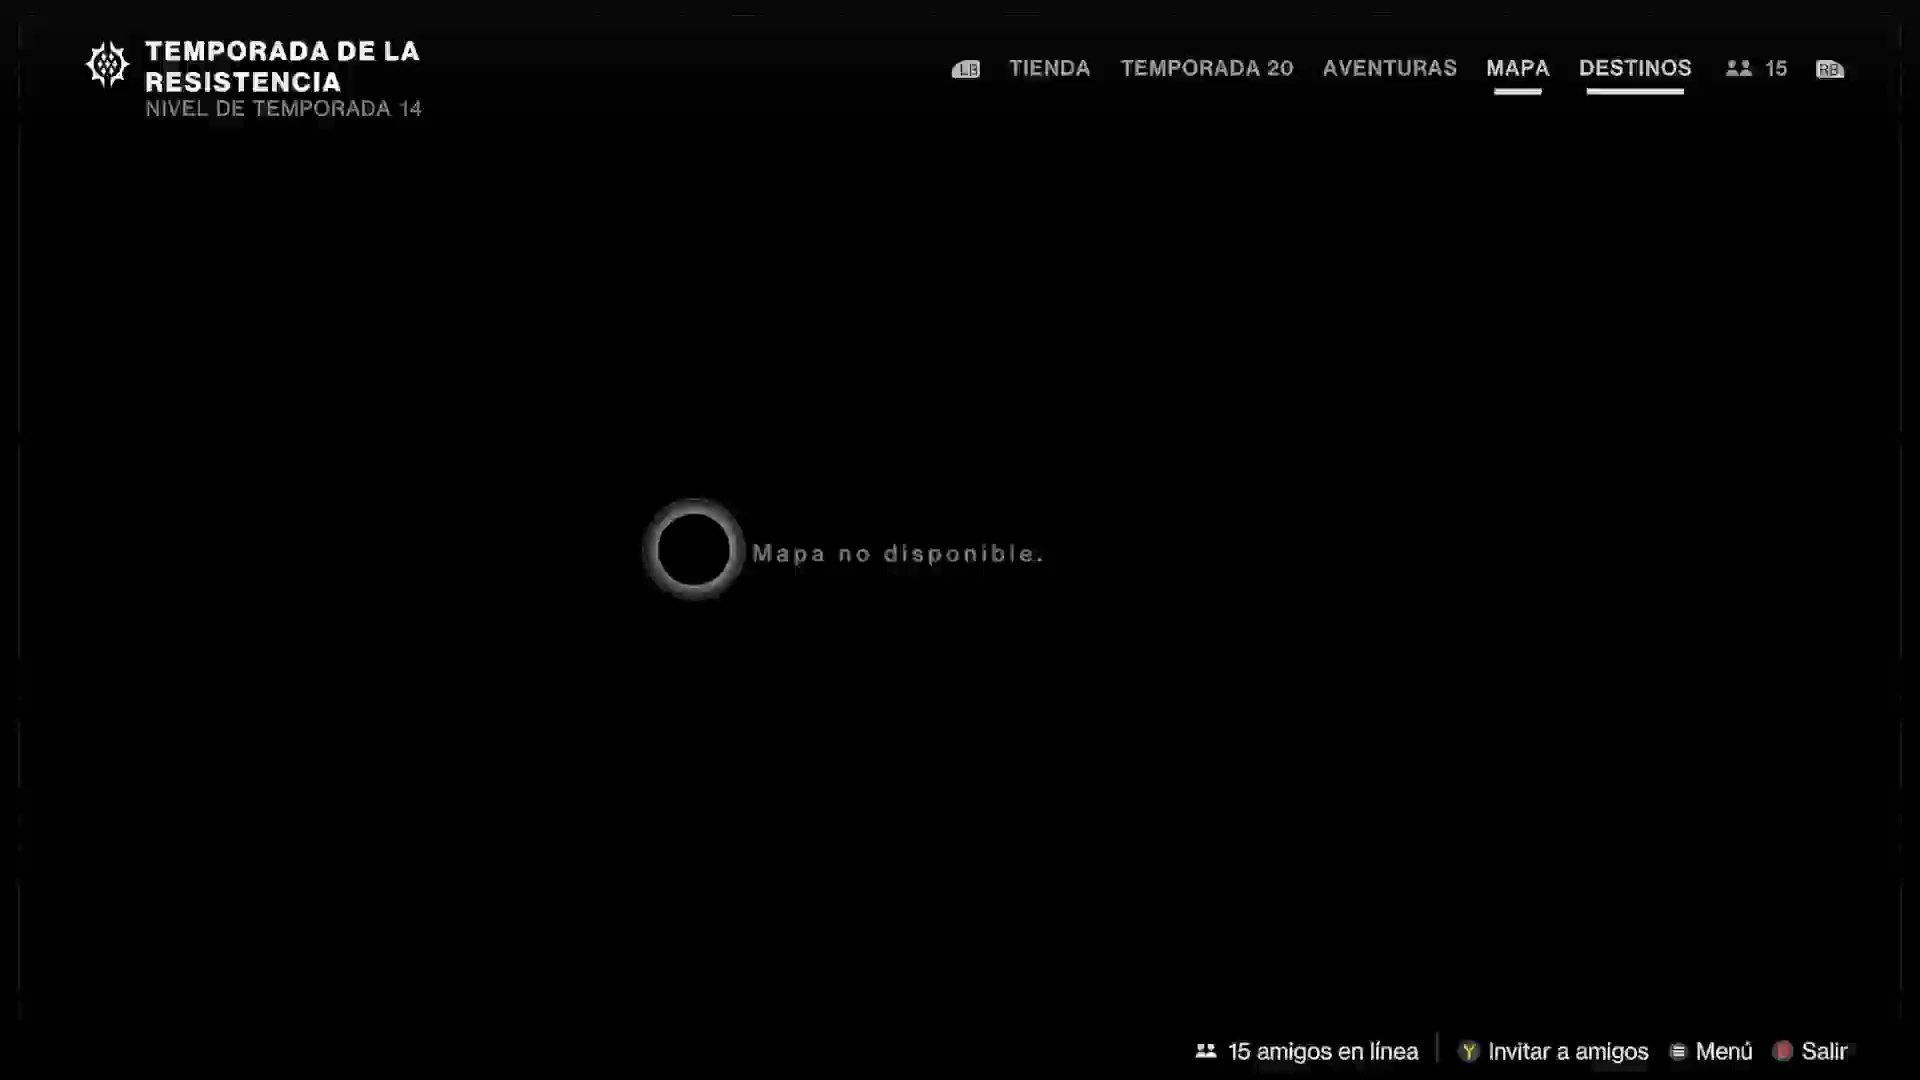 TEMPORADA DE LA
RESISTENCIA
NIVEL DE TEMPORADA 14
LB TIENDA TEMPORADA 20 AVENTURAS MAPA DESTINOS 15 RB
Mapa no disponible.
15 amigos en línea Y Invitar a amigos Menú B Salir